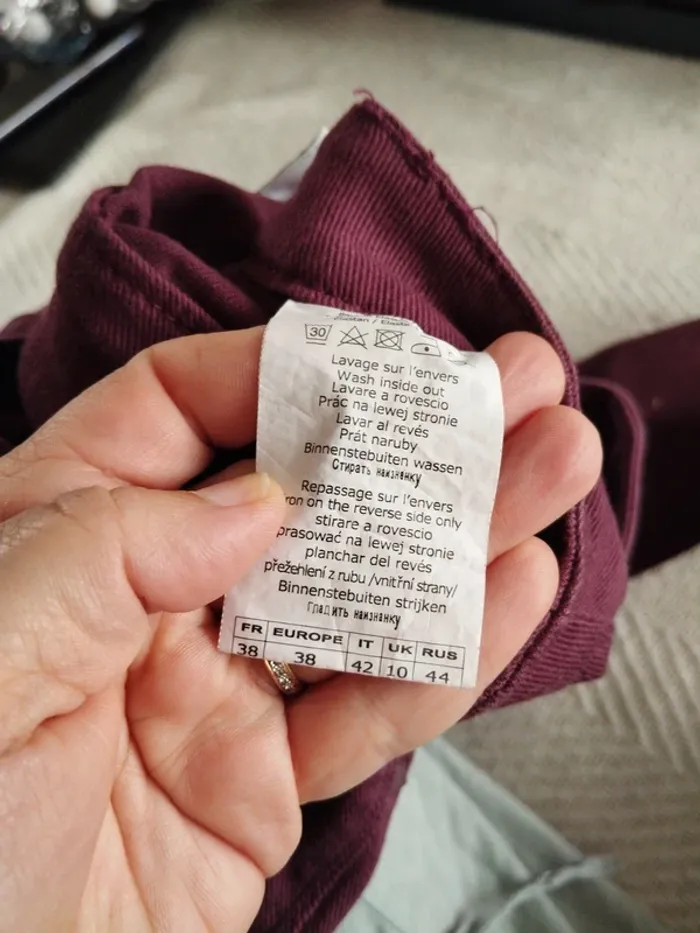 30
Lavage sur l'envers
Wash inside out
Lavare a rovescio
Prác na lewej stronie
Lavar al revés
Prát naruby
Binnenstebuiten wassen
Стирать наизнанку
Repassage sur l'envers
ron on the reverse side only
stirare a rovescio
prasować na lewej stronie
planchar del revés
přežehlení z rubu /vnitřní strany/
Binnenstebuiten strijken
Гладить наизнанку
FR EUROPE IT UK RUS
38 38 42 10 44